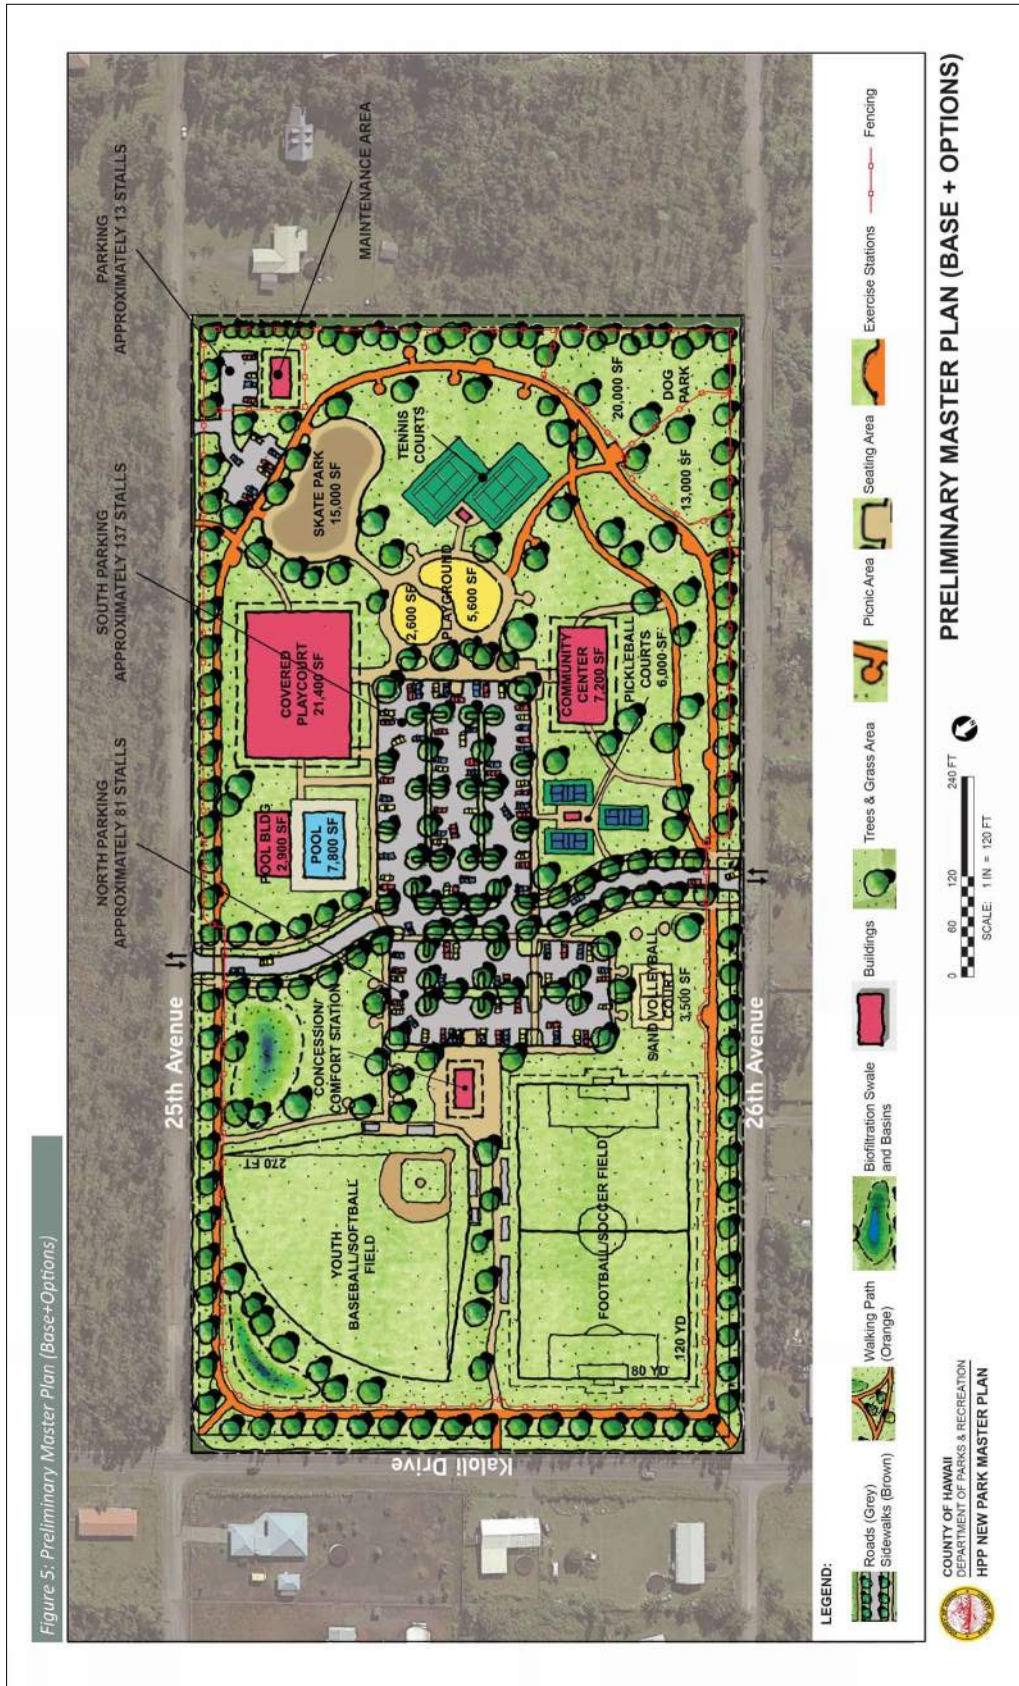 Figure 5: Preliminary Master Plan (Base+Options)
NORTH PARKING
APPROXIMATELY 81 STALLS
SOUTH PARKING
APPROXIMATELY 137 STALLS
PARKING
APPROXIMATELY 13 STALLS
MAINTENANCE AREA
25th Avenue
26th Avenue
Kaloli Drive
270 FT
YOUTH
BASEBALL/SOFTBALL
FIELD
CONCESSION/
COMFORT STATION
POOL BLDG
2,900 SF
POOL
7,800 SF
COVERED
PLAYCOURT
21,400 SF
SKATE PARK
15,000 SF
2,600 SF
PLAYGROUND
5,600 SF
TENNIS
COURTS
20,000 SF
DOG
PARK
13,000 SF
COMMUNITY
CENTER
7,200 SF
PICKLEBALL
COURTS
6,000 SF
SAND VOLLEYBALL
COURT
3,500 SF
FOOTBALL/SOCCER FIELD
80 YD
120 YD
LEGEND:
Roads (Grey)
Sidewalks (Brown)
Walking Path
(Orange)
Biofiltration Swale
and Basins
Buildings
Trees & Grass Area
Picnic Area
Seating Area
Exercise Stations
Fencing
COUNTY OF HAWAII
DEPARTMENT OF PARKS & RECREATION
HPP NEW PARK MASTER PLAN
0 60 120 240 FT
SCALE: 1 IN = 120 FT
PRELIMINARY MASTER PLAN (BASE + OPTIONS)